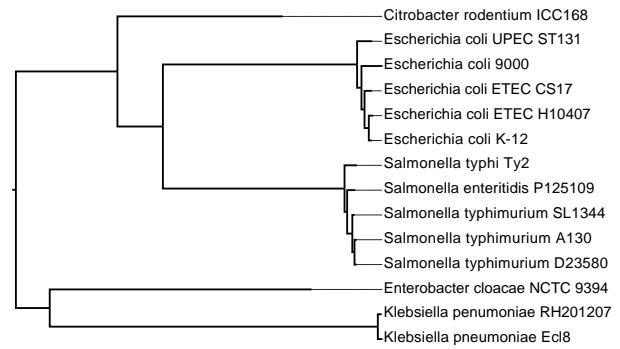 Citrobacter rodentium ICC168
Escherichia coli UPEC ST131
Escherichia coli 9000
Escherichia coli ETEC CS17
Escherichia coli ETEC H10407
Escherichia coli K-12
Salmonella typhi Ty2
Salmonella enteritidis P125109
Salmonella typhimurium SL1344
Salmonella typhimurium A130
Salmonella typhimurium D23580
Enterobacter cloacae NCTC 9394
Klebsiella penumoniae RH201207
Klebsiella pneumoniae Ecl8